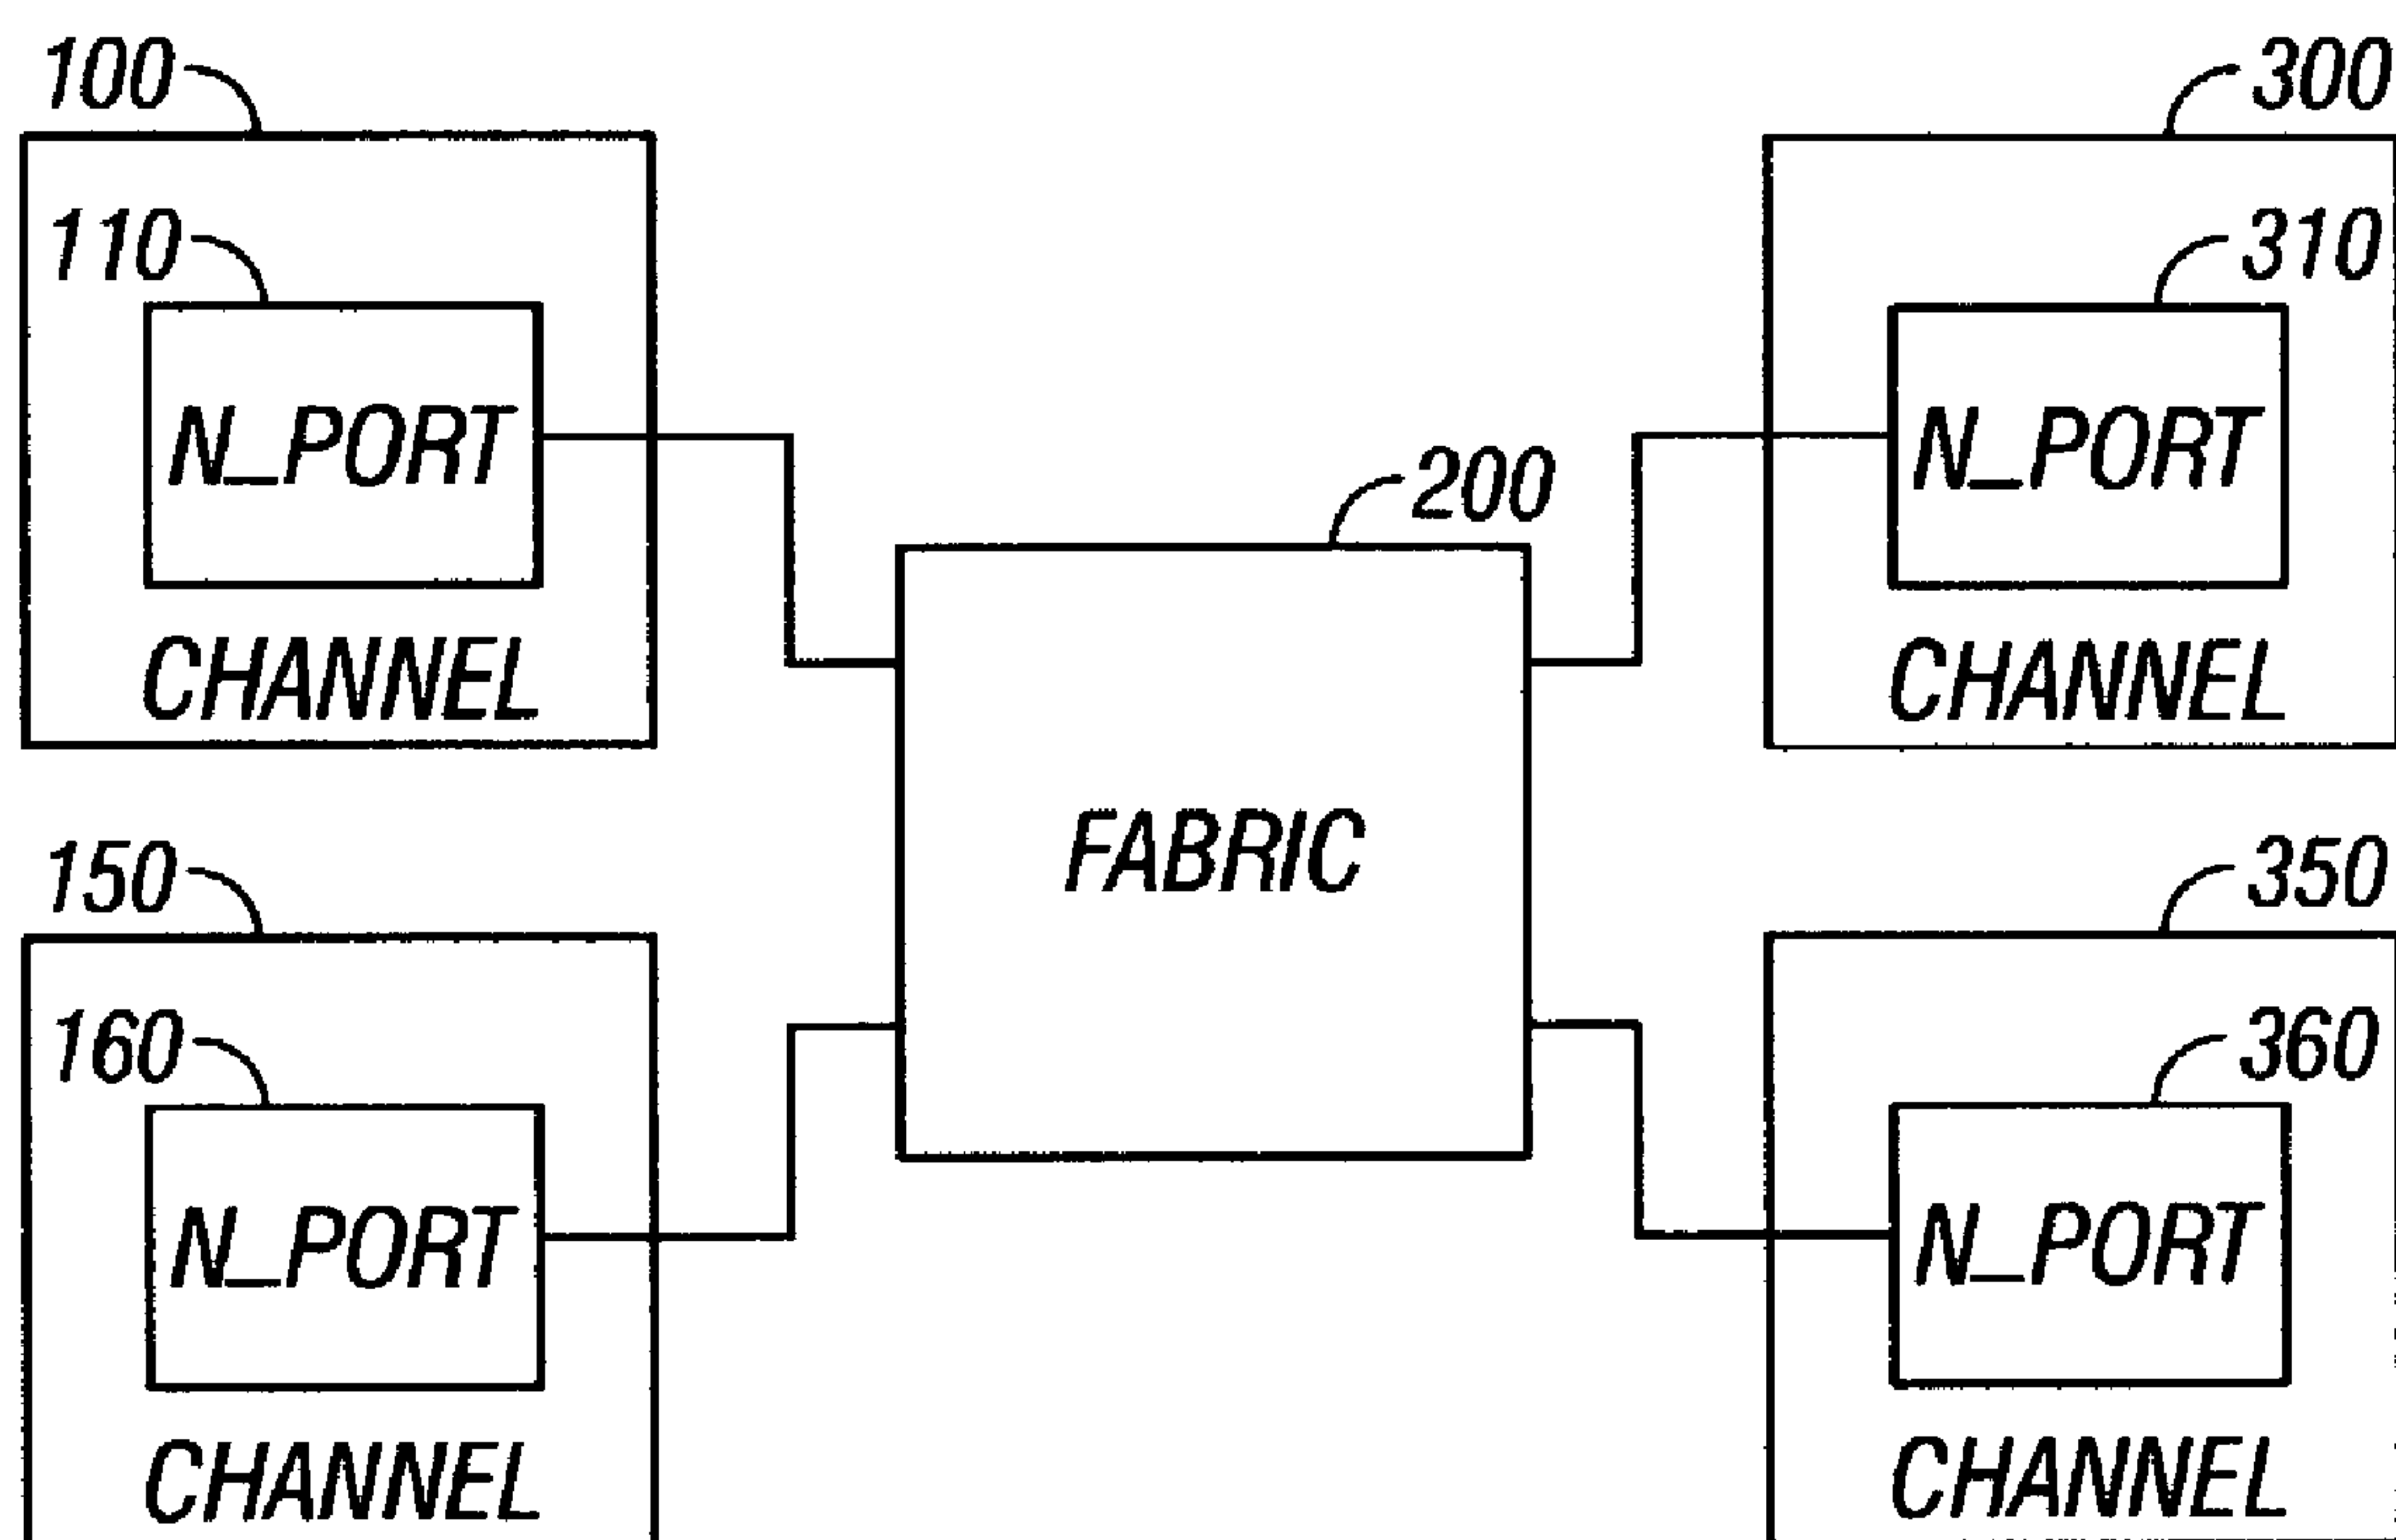 100
300
110
310
N_PORT
N_PORT
200
CHANNEL
CHANNEL
FABRIC
150
350
160
360
N_PORT
N_PORT
CHANNEL
CHANNEL